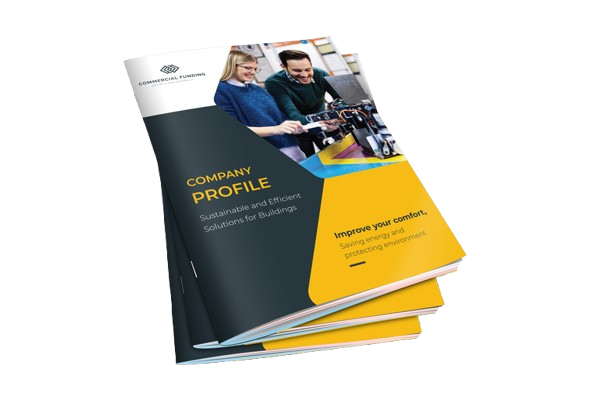 COMMERCIAL FUNDING
COMPANY
PROFILE
Sustainable and Efficient
Solutions for Buildings
Improve your comfort,
Saving energy and
protecting environment